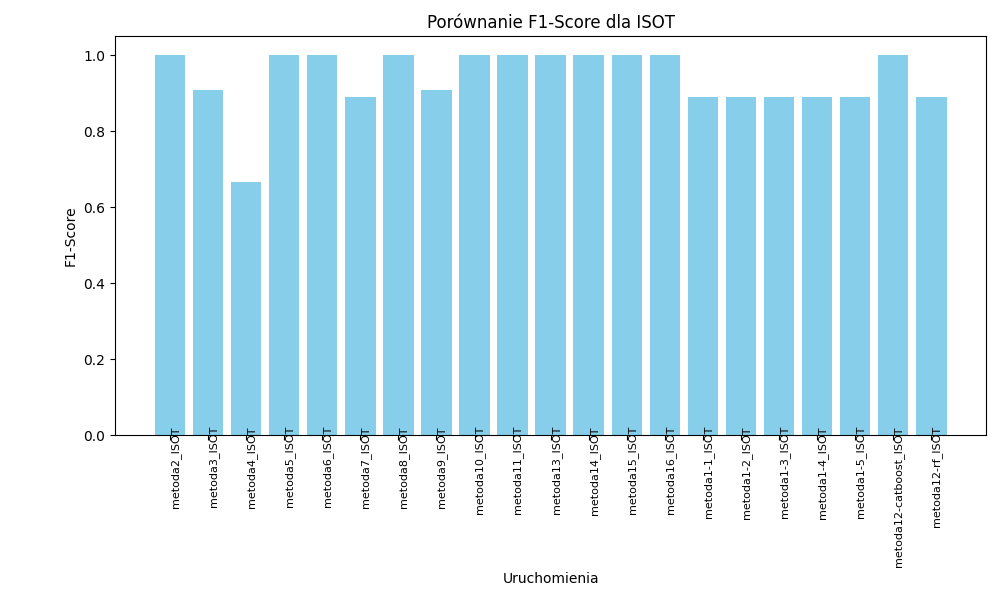 Porównanie F1-Score dla ISOT
1.0
0.8
0.6
0.4
0.2
0.0
F1-Score
metoda2_ISOT
metoda3_ISOT
metoda4_ISOT
metoda5_ISOT
metoda6_ISOT
metoda7_ISOT
metoda8_ISOT
metoda9_ISOT
metoda10_ISOT
metoda11_ISOT
metoda13_ISOT
metoda14_ISOT
metoda15_ISOT
metoda16_ISOT
metoda1-1_ISOT
metoda1-2_ISOT
metoda1-3_ISOT
metoda1-4_ISOT
metoda1-5_ISOT
metoda12-catboost_ISOT
metoda12-rf_ISOT
Uruchomienia